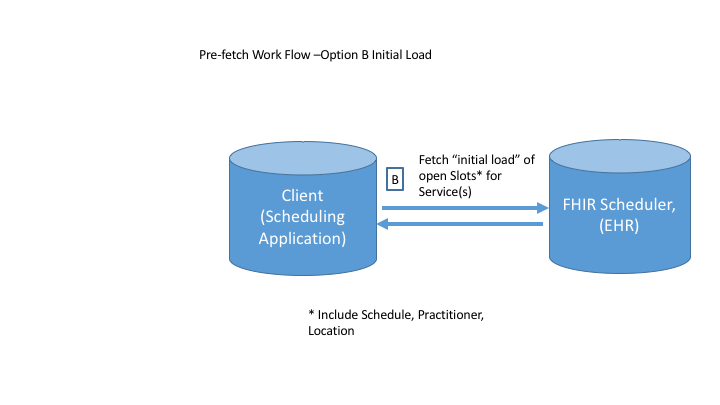 Pre-fetch Work Flow –Option B Initial Load
Fetch “initial load” of
open Slots* for
Service(s)
B
Client
(Scheduling
Application)
FHIR Scheduler,
(EHR)
* Include Schedule, Practitioner,
Location